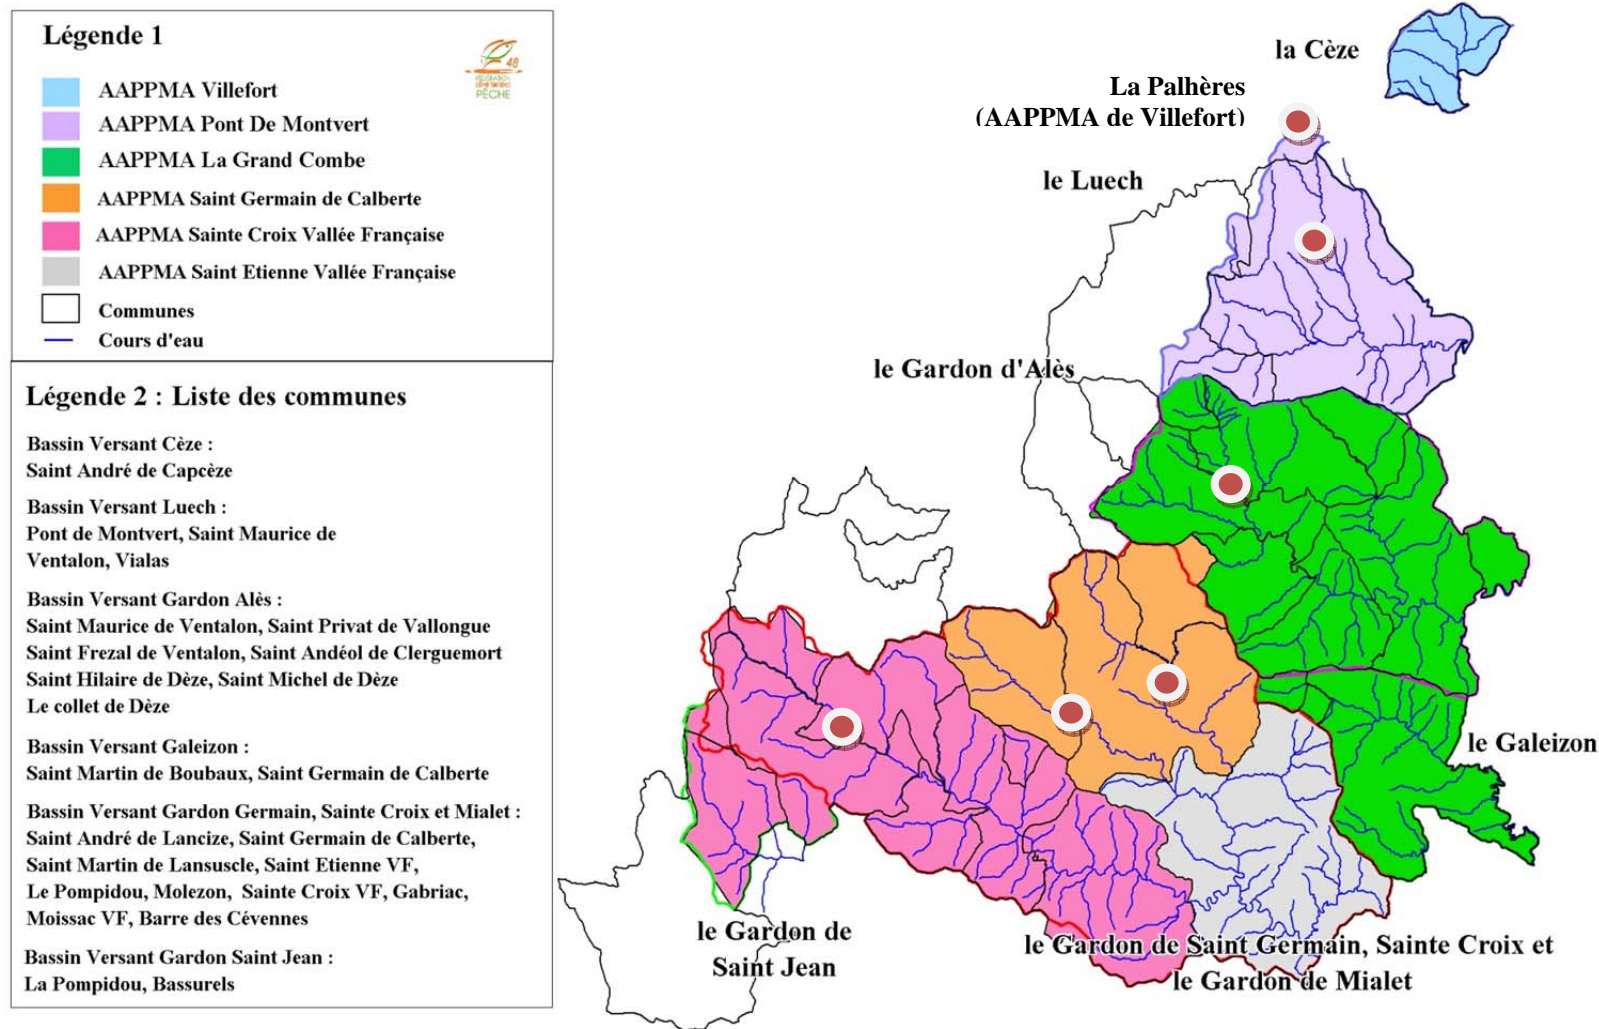 Légende 1
48
PÊCHE
AAPPMA Villefort
AAPPMA Pont De Montvert
AAPPMA La Grand Combe
AAPPMA Saint Germain de Calberte
AAPPMA Sainte Croix Vallée Française
AAPPMA Saint Etienne Vallée Française
Communes
Cours d'eau
Légende 2 : Liste des communes
Bassin Versant Cèze :
Saint André de Capcèze
Bassin Versant Luech :
Pont de Montvert, Saint Maurice de
Ventalon, Vialas
Bassin Versant Gardon Alès :
Saint Maurice de Ventalon, Saint Privat de Vallongue
Saint Frezal de Ventalon, Saint Andéol de Clerguemort
Saint Hilaire de Dèze, Saint Michel de Dèze
Le collet de Dèze
Bassin Versant Galeizon :
Saint Martin de Boubaux, Saint Germain de Calberte
Bassin Versant Gardon Germain, Sainte Croix et Mialet :
Saint André de Lancize, Saint Germain de Calberte,
Saint Martin de Lansuscle, Saint Etienne VF,
Le Pompidou, Molezon, Sainte Croix VF, Gabriac,
Moissac VF, Barre des Cévennes
Bassin Versant Gardon Saint Jean :
La Pompidou, Bassurels
la Cèze
La Palhères
(AAPPMA de Villefort)
le Luech
le Gardon d'Alès
le Galeizon
le Gardon de
Saint Jean
le Gardon de Saint Germain, Sainte Croix et
le Gardon de Mialet